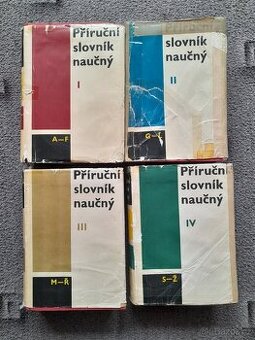 Příruční
slovník
naučný
I
A–F
slovník
naučný
II
Příruční
slovník
naučný
III
M–Ř
Příruční
slovník
naučný
IV
S–Ž